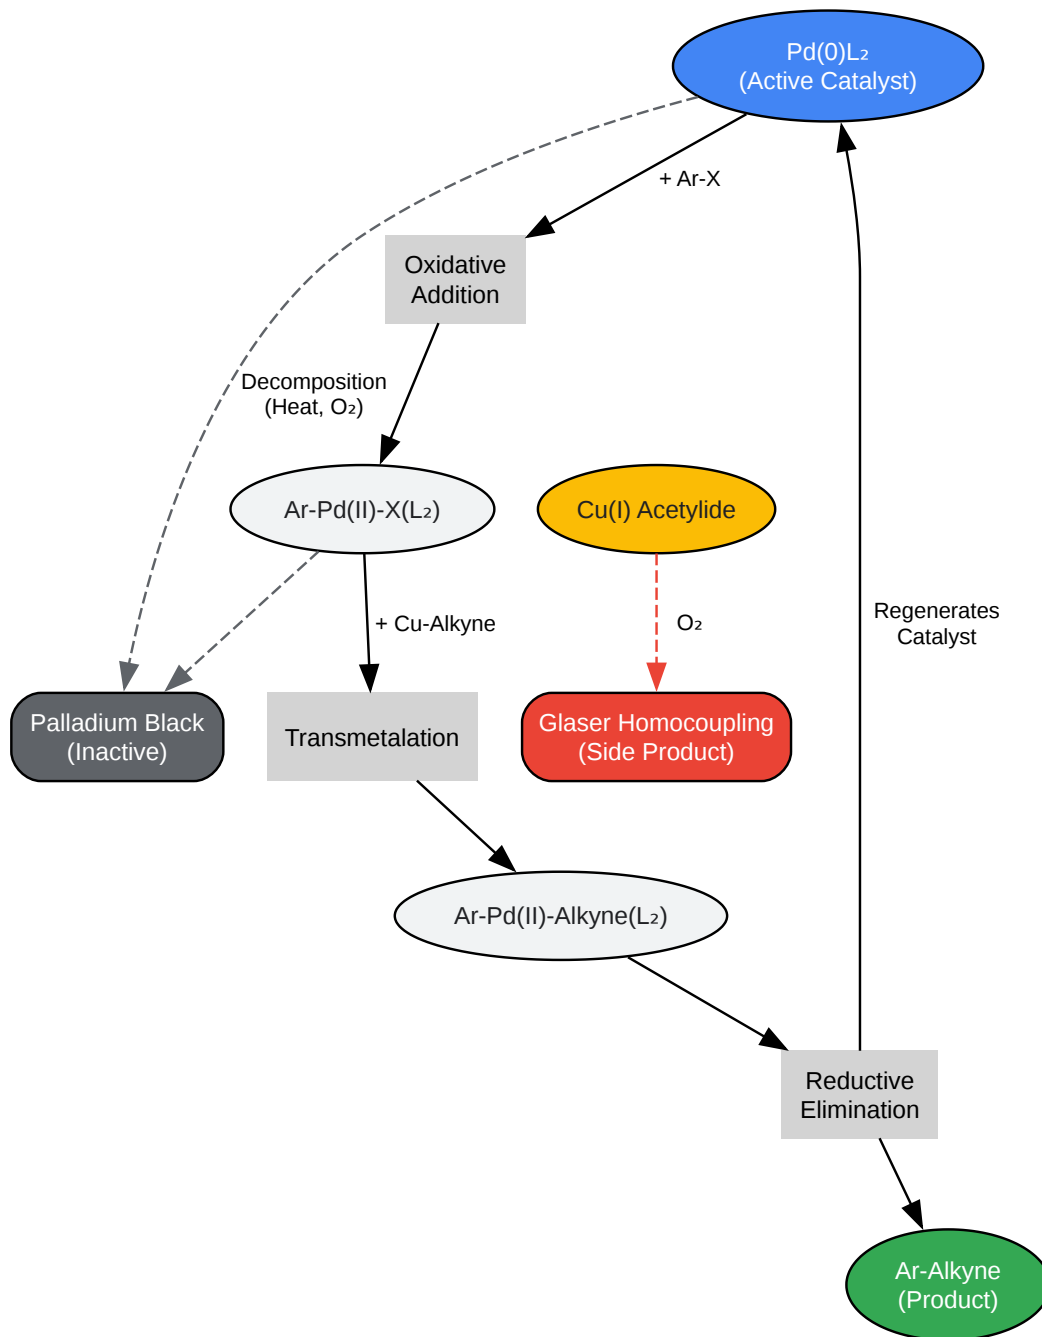 Pd(0)L₂
(Active Catalyst)
+ Ar-X
Oxidative
Addition
Decomposition
(Heat, O₂)
Ar-Pd(II)-X(L₂)
Cu(I) Acetylide
+ Cu-Alkyne
O₂
Regenerates
Catalyst
Palladium Black
(Inactive)
Transmetalation
Glaser Homocoupling
(Side Product)
Ar-Pd(II)-Alkyne(L₂)
Reductive
Elimination
Ar-Alkyne
(Product)